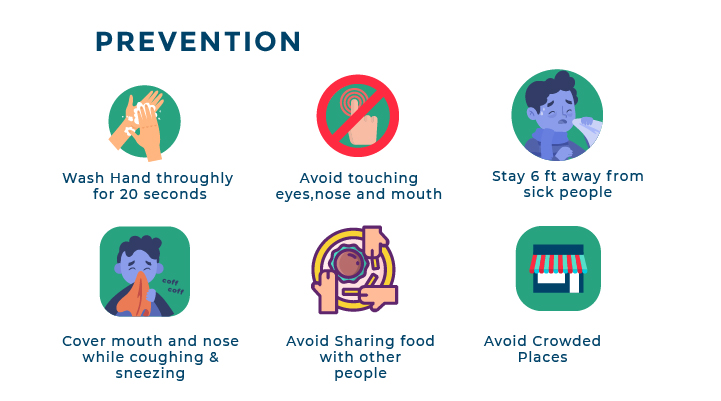 PREVENTION
Wash Hand throughly
for 20 seconds
Avoid touching
eyes,nose and mouth
Stay 6 ft away from
sick people
coff
coff
Cover mouth and nose
while coughing &
sneezing
Avoid Sharing food
with other
people
Avoid Crowded
Places